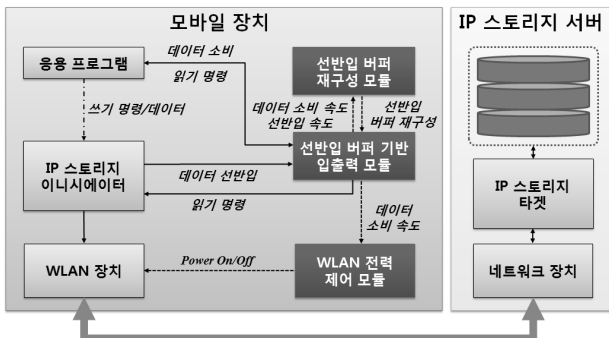 모바일 장치
IP 스토리지 서버
응용 프로그램
데이터 소비
읽기 명령
선반입 버퍼
재구성 모듈
쓰기 명령/데이터
데이터 소비 속도
선반입 속도
선반입
버퍼 재구성
IP 스토리지
이니시에이터
데이터 선반입
읽기 명령
선반입 버퍼 기반
입출력 모듈
IP 스토리지
타겟
데이터
소비 속도
WLAN 장치
Power On/Off
WLAN 전력
제어 모듈
네트워크 장치